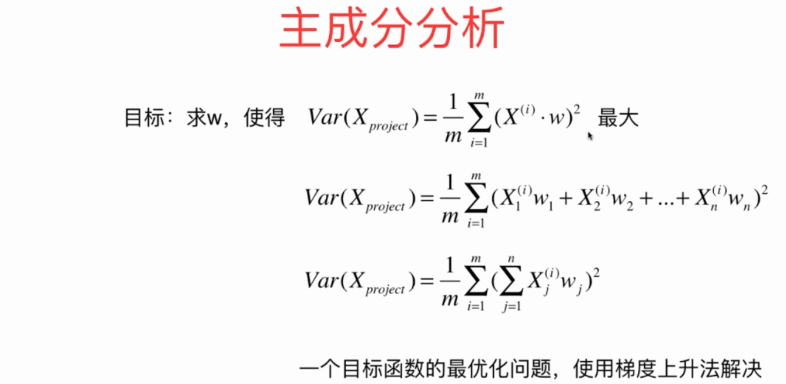 主成分分析
目标：求w，使得 Var(X_{project}) = \frac{1}{m} \sum_{i=1}^{m} (X^{(i)} \cdot w)^2 最大
Var(X_{project}) = \frac{1}{m} \sum_{i=1}^{m} (X_1^{(i)} w_1 + X_2^{(i)} w_2 + ... + X_n^{(i)} w_n)^2
Var(X_{project}) = \frac{1}{m} \sum_{i=1}^{m} (\sum_{j=1}^{n} X_j^{(i)} w_j)^2
一个目标函数的最优化问题，使用梯度上升法解决